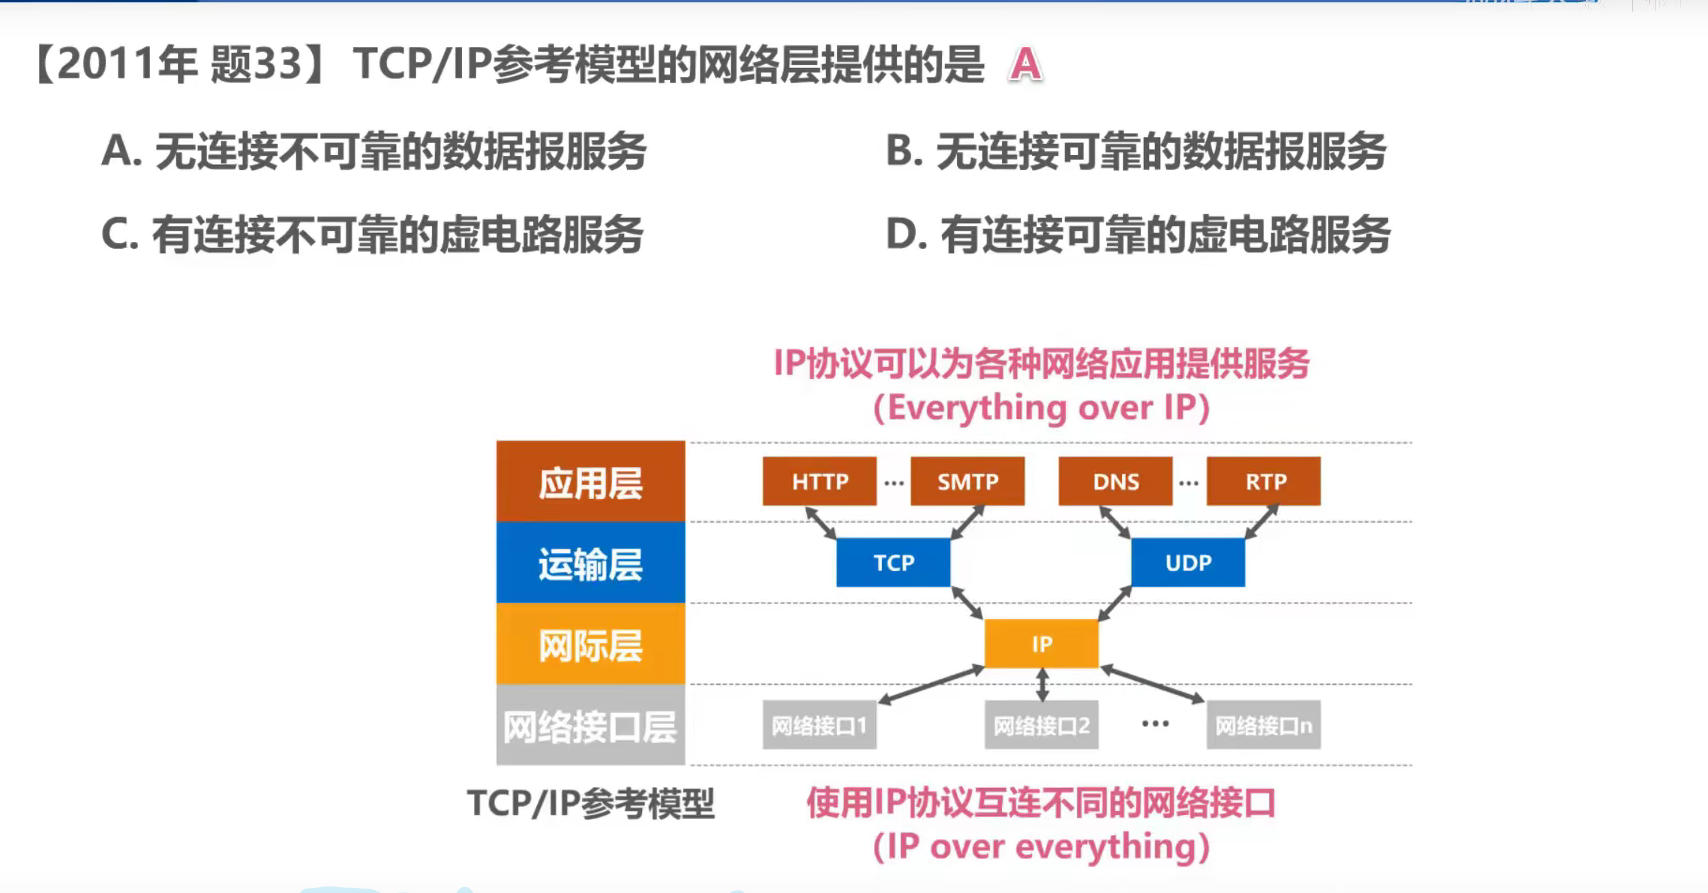 【2011年 题33】 TCP/IP参考模型的网络层提供的是 A
A. 无连接不可靠的数据报服务
B. 无连接可靠的数据报服务
C. 有连接不可靠的虚电路服务
D. 有连接可靠的虚电路服务
IP协议可以为各种网络应用提供服务
（Everything over IP）
应用层
HTTP ... SMTP DNS ... RTP
运输层
TCP UDP
网际层
IP
网络接口层
网络接口1 网络接口2 ... 网络接口n
TCP/IP参考模型
使用IP协议互连不同的网络接口
（IP over everything）